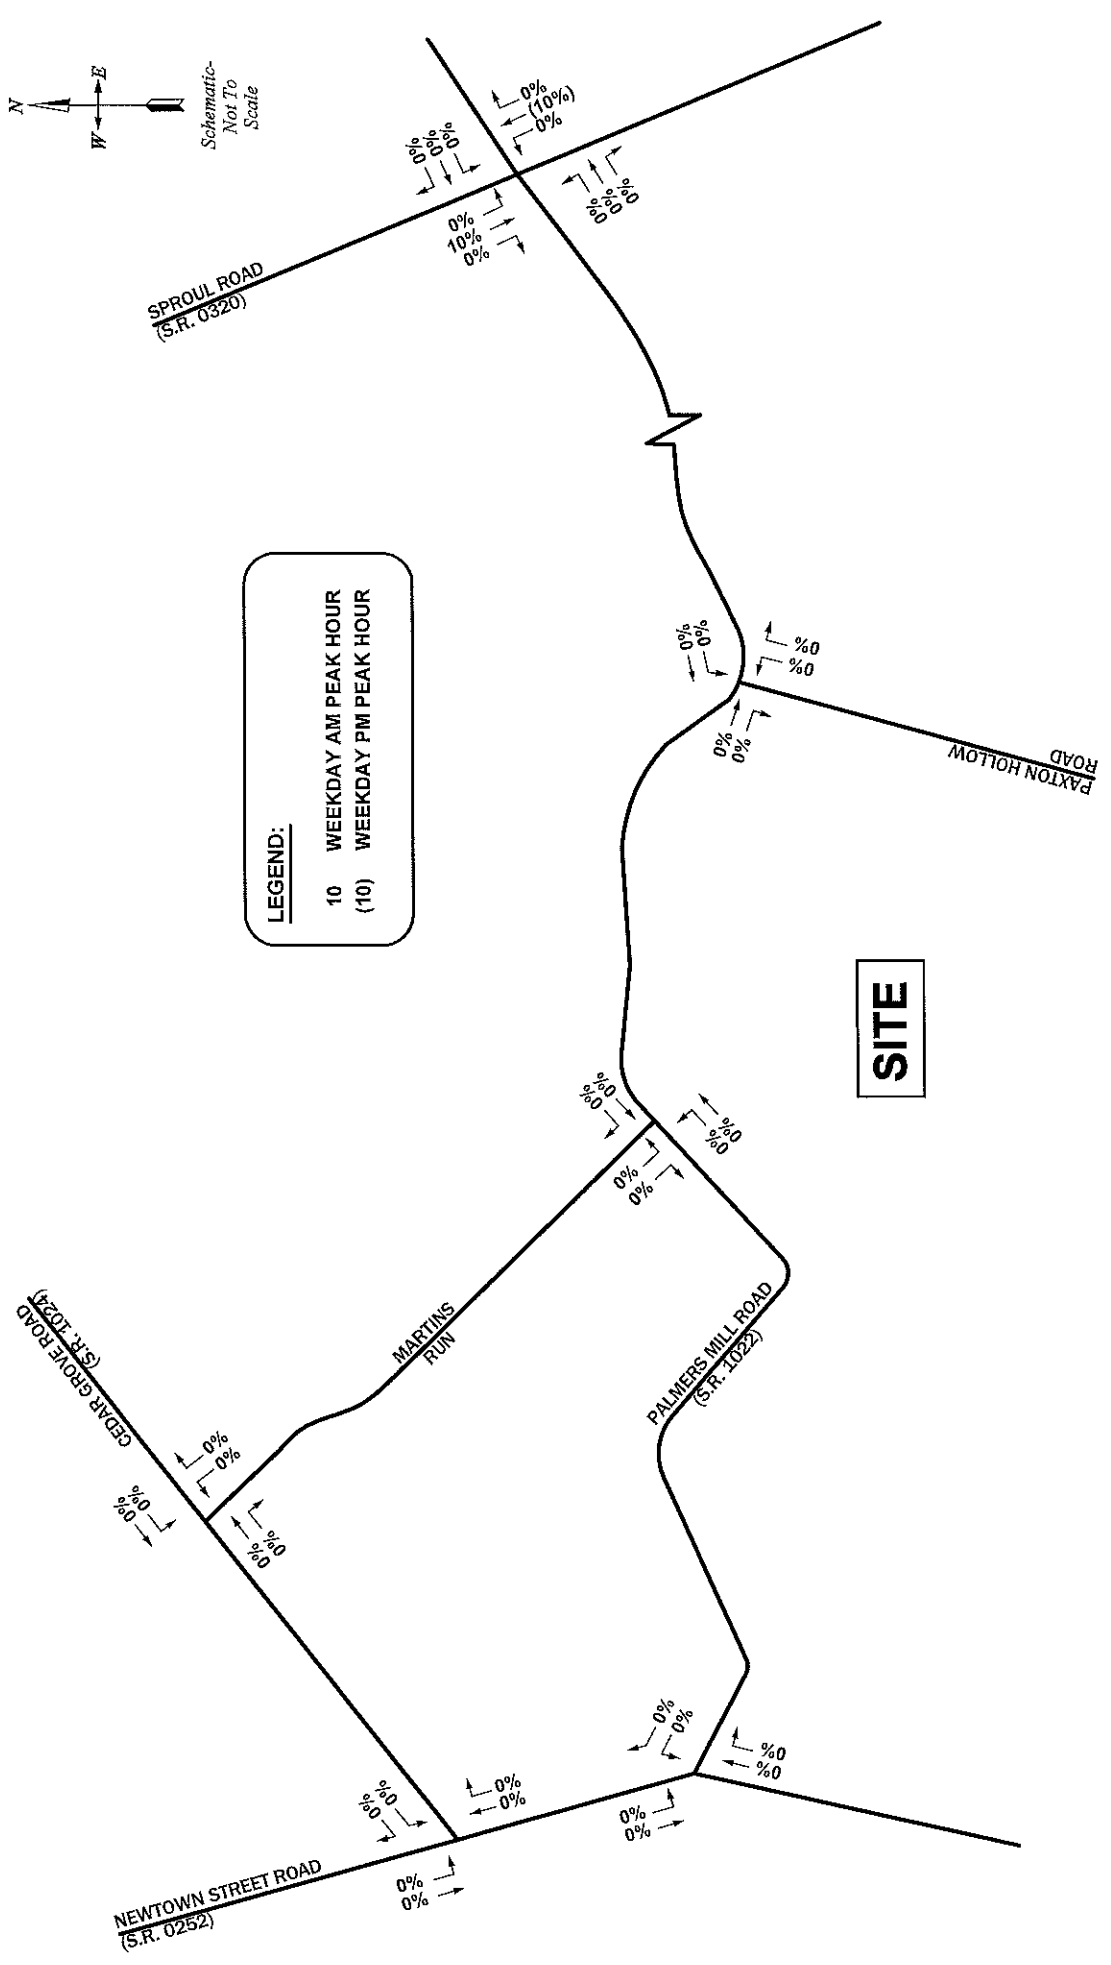 N
W
E
Schematic-
Not To
Scale
SPROUL ROAD
(S.R. 0320)
0%
0%
0%
0%
(10%)
0%
0%
10%
0%
0%
0%
0%
LEGEND:
10 WEEKDAY AM PEAK HOUR
(10) WEEKDAY PM PEAK HOUR
0%
0%
0%
0%
0%
0%
PAXTON HOLLOW
ROAD
SITE
0%
0%
0%
0%
0%
0%
MARTINS
RUN
CEDAR GROVE ROAD
(S.R. 1024)
0%
0%
0%
0%
0%
0%
PALMERS MILL ROAD
(S.R. 1022)
0%
0%
0%
0%
0%
0%
0%
0%
0%
0%
0%
0%
NEWTOWN STREET ROAD
(S.R. 0252)